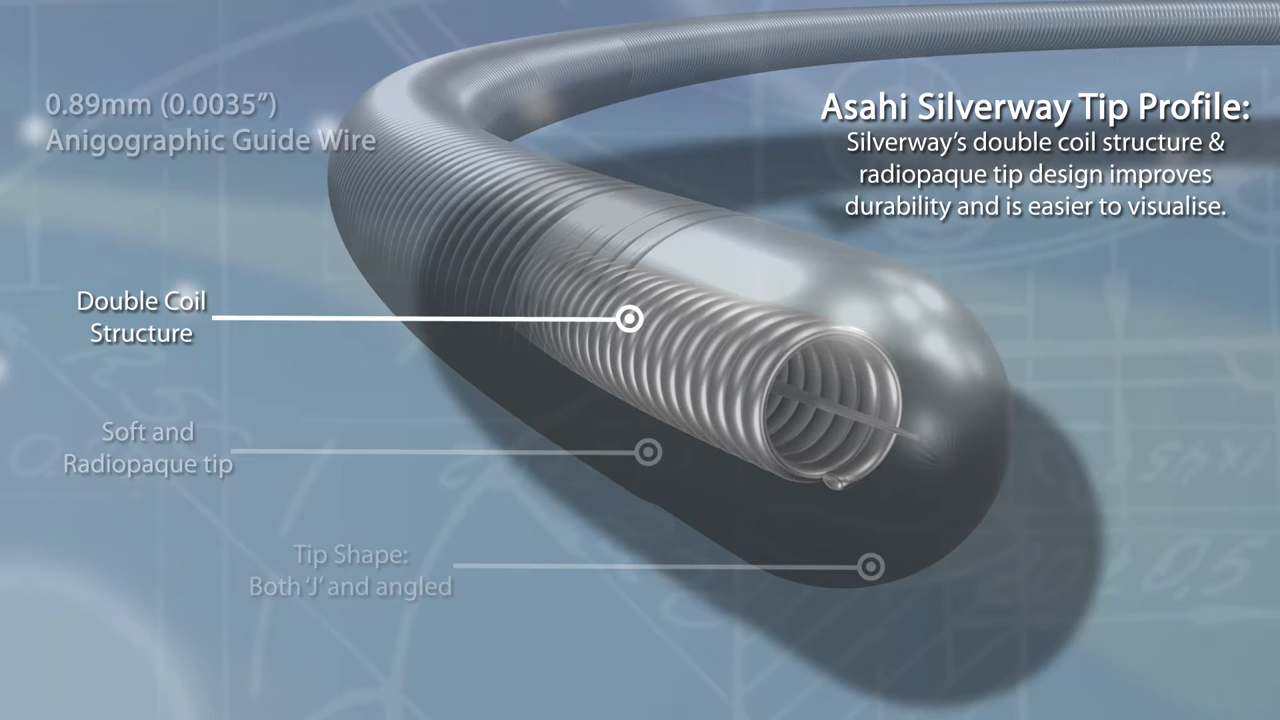 0.89mm (0.0035”)
Anigographic Guide Wire
Asahi Silverway Tip Profile:
Silverway’s double coil structure &
radiopaque tip design improves
durability and is easier to visualise.
Double Coil
Structure
Soft and
Radiopaque tip
Tip Shape:
Both ‘J’ and angled